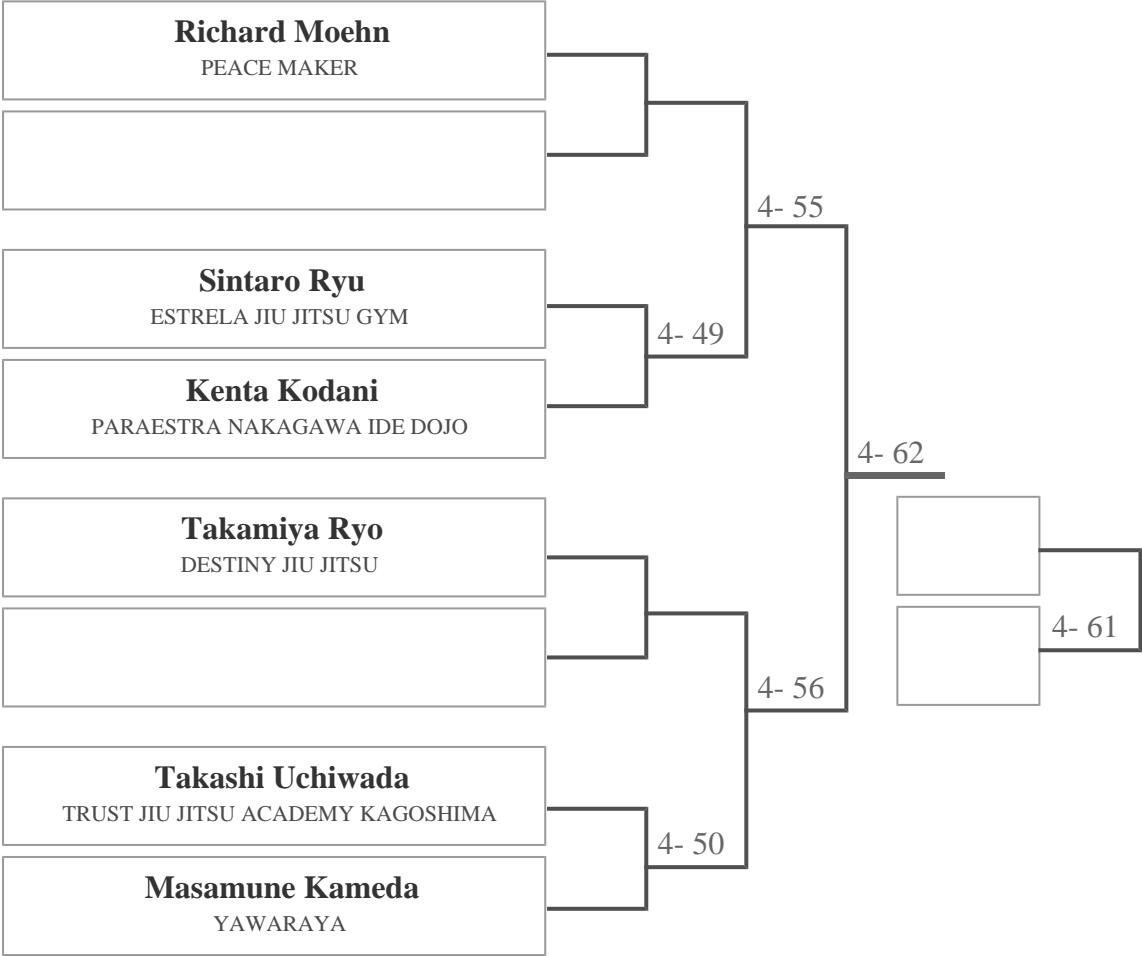 Richard Moehn
PEACE MAKER
4- 55
Sintaro Ryu
ESTRELA JIU JITSU GYM
4- 49
Kenta Kodani
PARAESTRA NAKAGAWA IDE DOJO
4- 62
Takamiya Ryo
DESTINY JIU JITSU
4- 61
4- 56
Takashi Uchiwada
TRUST JIU JITSU ACADEMY KAGOSHIMA
4- 50
Masamune Kameda
YAWARAYA